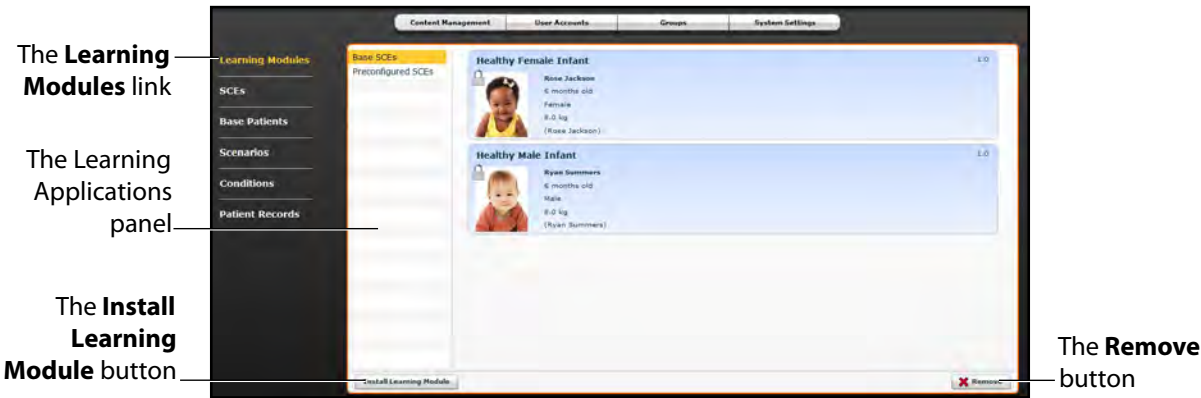 Content Management
User Accounts
Groups
System Settings
The Learning
Modules link
Learning Modules
SCEs
Base Patients
Scenarios
Conditions
Patient Records
The Learning
Applications
panel
The Install
Learning
Module button
Base SCEs
Preconfigured SCEs
Healthy Female Infant
1.0
Rose Jackson
6 months old
Female
8.0 kg
(Rose Jackson)
Healthy Male Infant
1.0
Ryan Summers
6 months old
Male
8.0 kg
(Ryan Summers)
Install Learning Module
Remove
The Remove
button